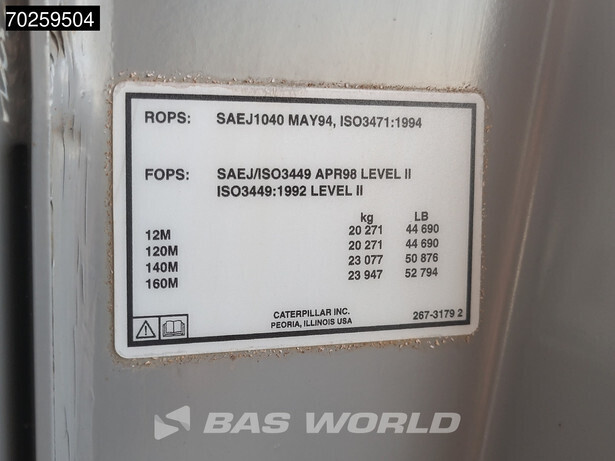 70259504
ROPS: SAEJ1040 MAY94, ISO3471:1994
FOPS: SAEJ/ISO3449 APR98 LEVEL II
ISO3449:1992 LEVEL II
kg LB
12M 20 271 44 690
120M 20 271 44 690
140M 23 077 50 876
160M 23 947 52 794
CATERPILLAR INC.
PEORIA, ILLINOIS USA
267-3179 2
BAS WORLD